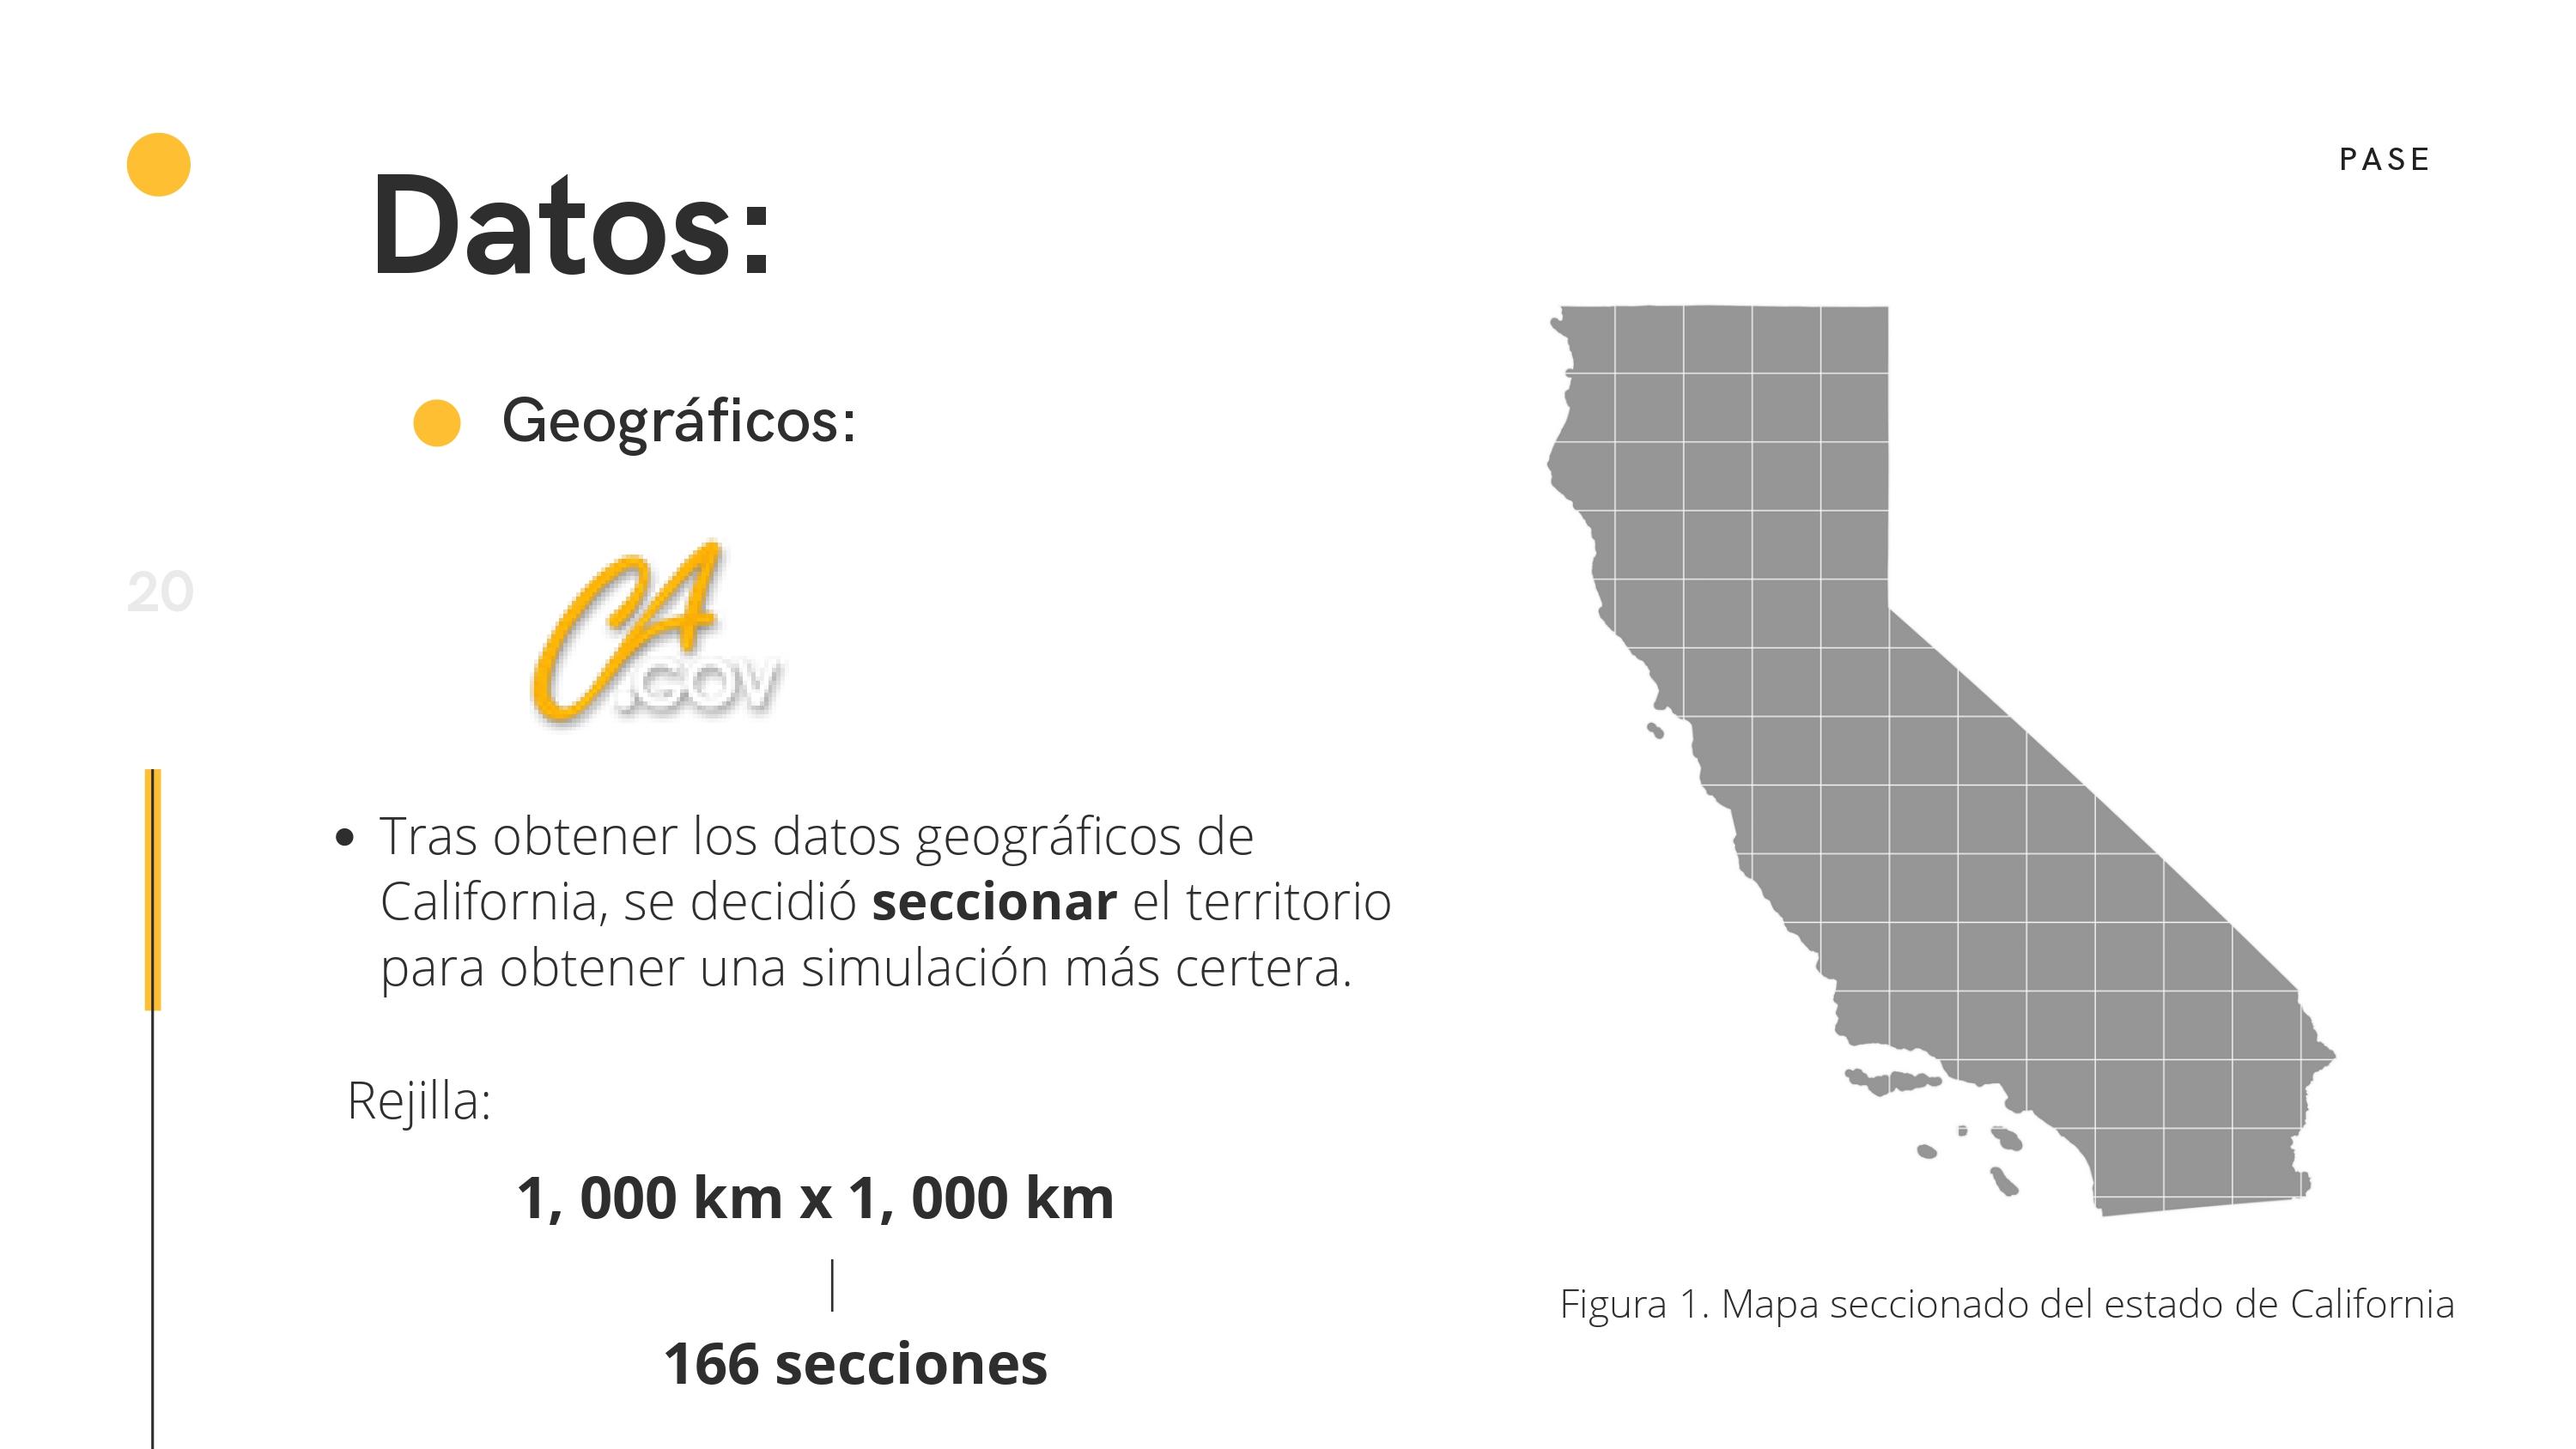 PASE
Datos:
Geográficos:
20
CA
.GOV
• Tras obtener los datos geográficos de
California, se decidió seccionar el territorio
para obtener una simulación más certera.
Rejilla:
1, 000 km x 1, 000 km
166 secciones
Figura 1. Mapa seccionado del estado de California